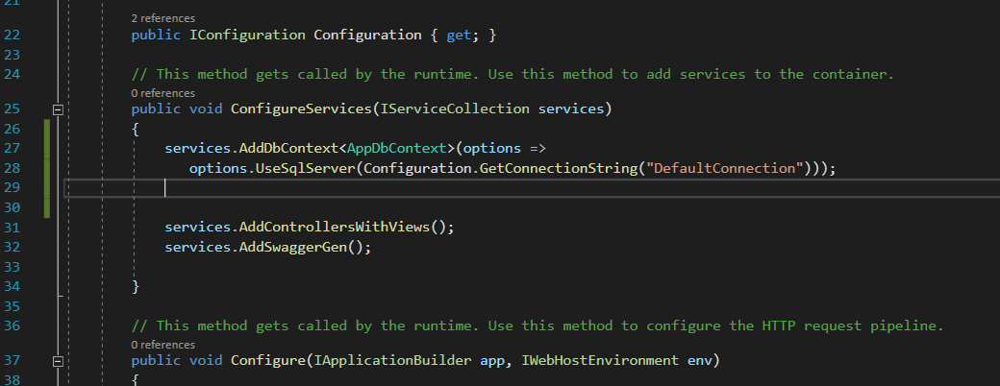 21
2 references
22 public IConfiguration Configuration { get; }
23
24 // This method gets called by the runtime. Use this method to add services to the container.
0 references
25 public void ConfigureServices(IServiceCollection services)
26 {
27 services.AddDbContext<AppDbContext>(options =>
28 options.UseSqlServer(Configuration.GetConnectionString("DefaultConnection")));
29
30
31 services.AddControllersWithViews();
32 services.AddSwaggerGen();
33
34 }
35
36 // This method gets called by the runtime. Use this method to configure the HTTP request pipeline.
0 references
37 public void Configure(IApplicationBuilder app, IWebHostEnvironment env)
38 {